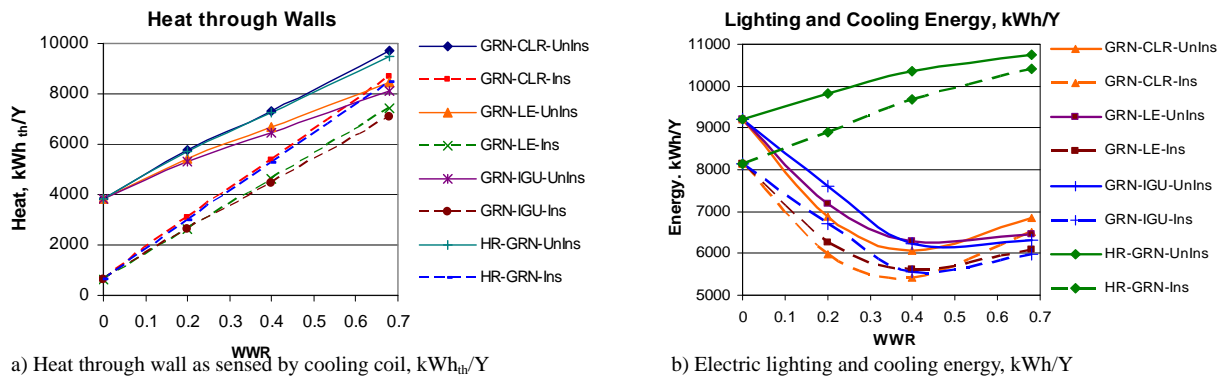 Heat through Walls
Heat, kWh th/Y
10000
8000
6000
4000
2000
0
0 0.1 0.2 0.3 0.4 0.5 0.6 0.7
WWR
GRN-CLR-UnIns
GRN-CLR-Ins
GRN-LE-UnIns
GRN-LE-Ins
GRN-IGU-UnIns
GRN-IGU-Ins
HR-GRN-UnIns
HR-GRN-Ins
a) Heat through wall as sensed by cooling coil, kWhth/Y
Lighting and Cooling Energy, kWh/Y
Energy. kWh/Y
11000
10000
9000
8000
7000
6000
5000
0 0.1 0.2 0.3 0.4 0.5 0.6 0.7
WWR
GRN-CLR-UnIns
GRN-CLR-Ins
GRN-LE-UnIns
GRN-LE-Ins
GRN-IGU-UnIns
GRN-IGU-Ins
HR-GRN-UnIns
HR-GRN-Ins
b) Electric lighting and cooling energy, kWh/Y